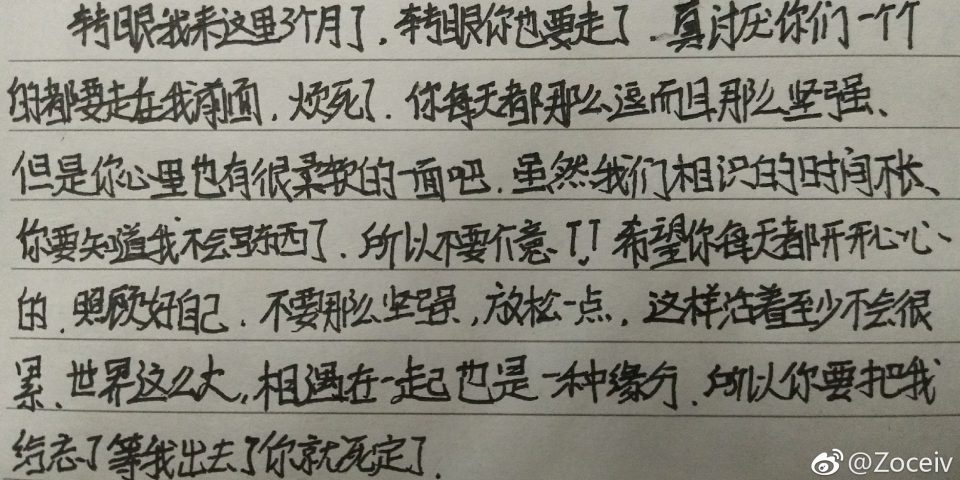 转眼我来这里3个月了，转眼你也要走了.真讨厌你们一个个
的都要走在我前面，烦死了.你每天都那么逗而且那么坚强、
但是你心里也有很柔软的一面吧.虽然我们相识的时间不长、
你要知道我不会写东西了.所以不要介意、!! 希望你每天都开开心心、
的.照顾好自己.不要那么坚强，放松一点，这样活着至少不会很
累.世界这么大，相遇在一起也是一种缘分.所以你要把我
给忘了等我出去了你就死定了.
@Zoceiv